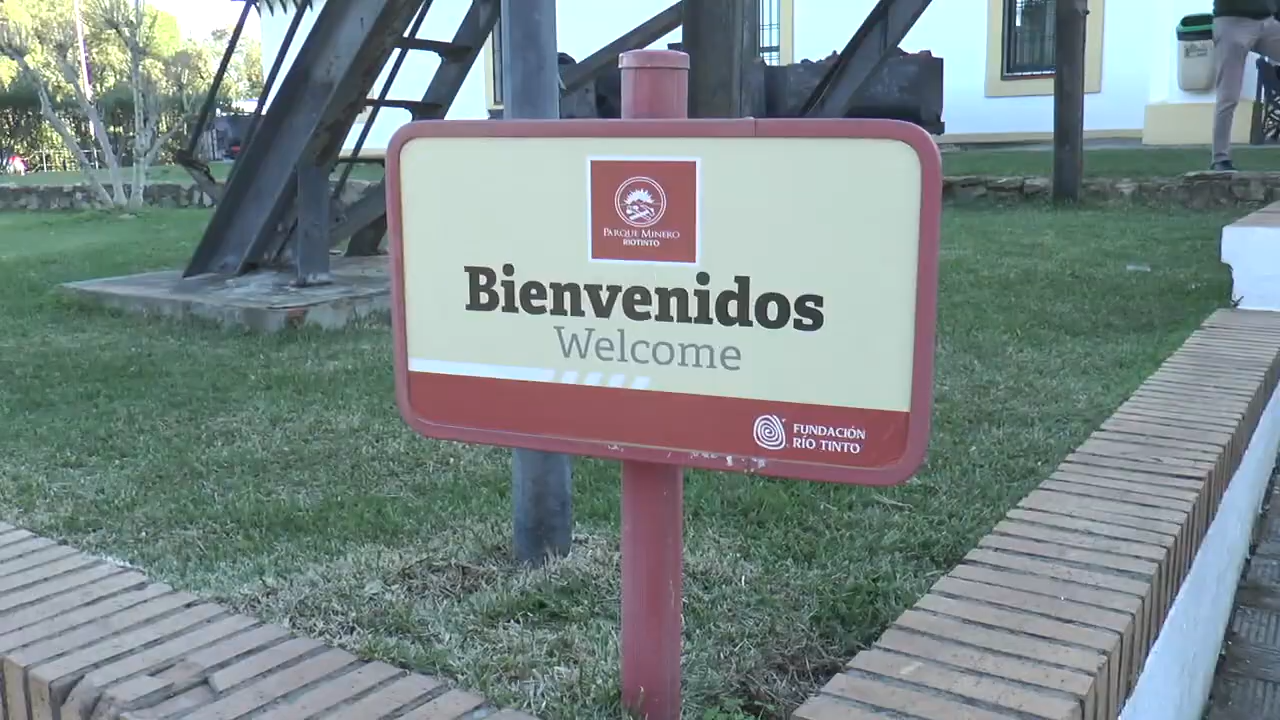 PARQUE MINERO
RIOTINTO
Bienvenidos
Welcome
FUNDACIÓN
RÍO TINTO